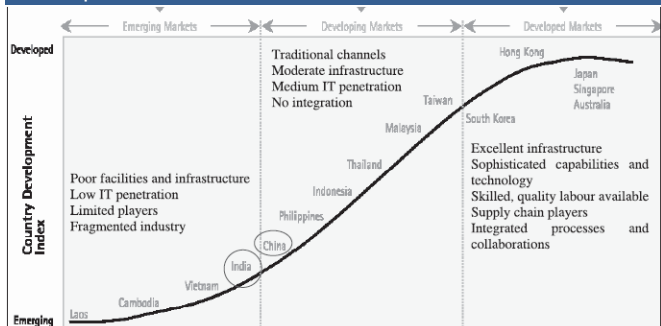 Emerging Markets
Developing Markets
Developed Markets
Developed
Country Development
Index
Emerging
Traditional channels
Moderate infrastructure
Medium IT penetration
No integration
Poor facilities and infrastructure
Low IT penetration
Limited players
Fragmented industry
Excellent infrastructure
Sophisticated capabilities and
technology
Skilled, quality labour available
Supply chain players
Integrated processes and
collaborations
Laos
Cambodia
Vietnam
India
China
Philippines
Indonesia
Thailand
Malaysia
Taiwan
South Korea
Hong Kong
Japan
Singapore
Australia